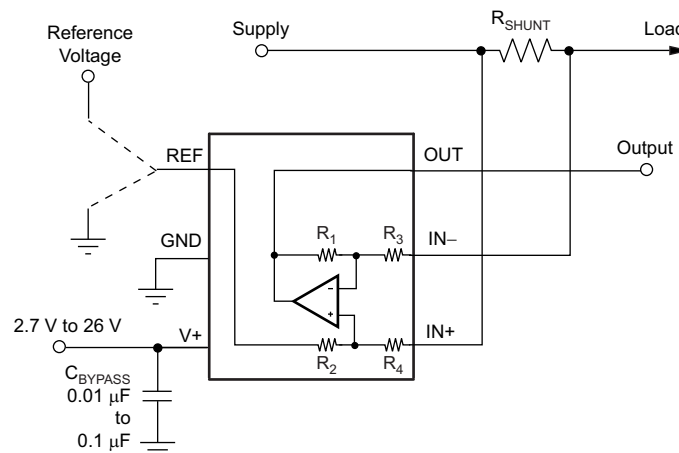 Reference
Voltage
Supply
RSHUNT
Load
REF
OUT
Output
GND
R1
R3
IN−
−
+
2.7 V to 26 V
V+
R2
R4
IN+
CBYPASS
0.01 μF
to
0.1 μF